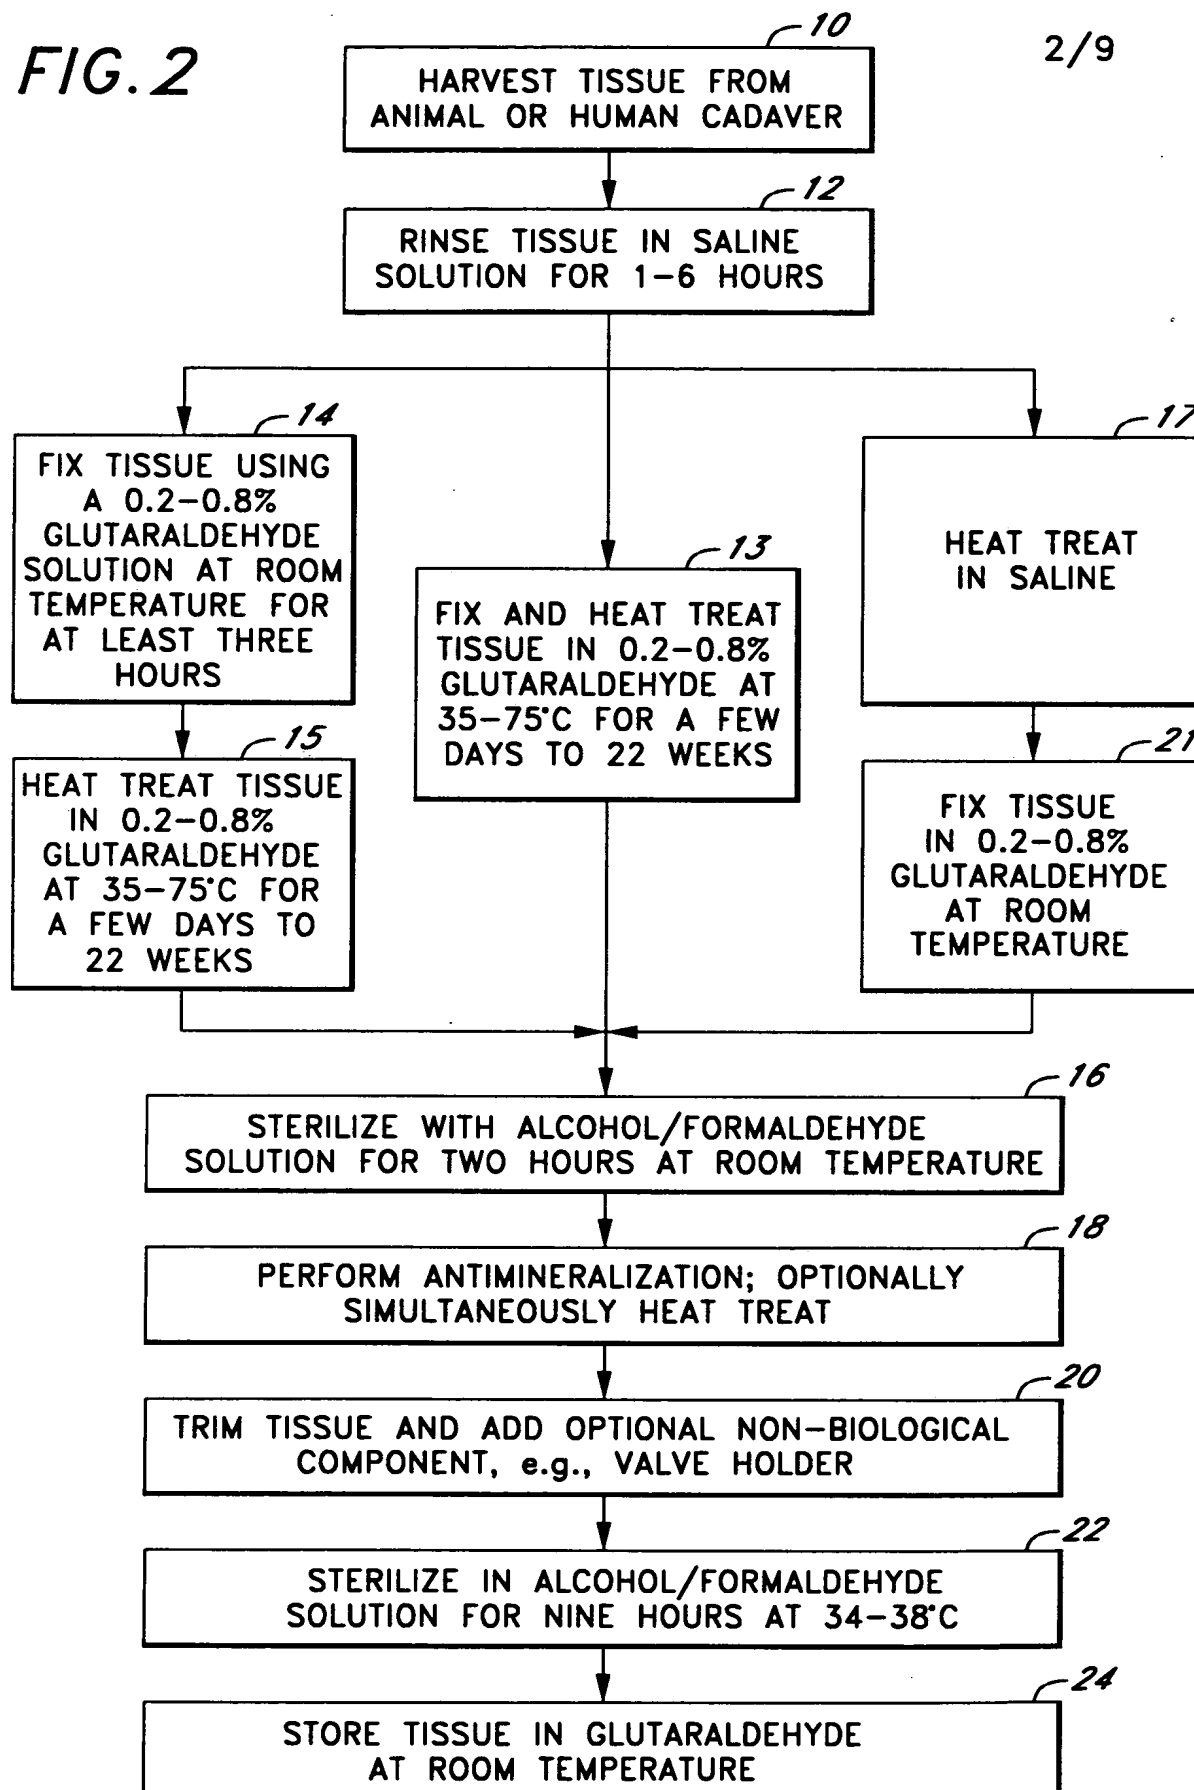 FIG. 2
2/9
10
HARVEST TISSUE FROM
ANIMAL OR HUMAN CADAVER
12
RINSE TISSUE IN SALINE
SOLUTION FOR 1-6 HOURS
14
FIX TISSUE USING
A 0.2-0.8%
GLUTARALDEHYDE
SOLUTION AT ROOM
TEMPERATURE FOR
AT LEAST THREE
HOURS
13
FIX AND HEAT TREAT
TISSUE IN 0.2-0.8%
GLUTARALDEHYDE AT
35-75°C FOR A FEW
DAYS TO 22 WEEKS
17
HEAT TREAT
IN SALINE
15
HEAT TREAT TISSUE
IN 0.2-0.8%
GLUTARALDEHYDE
AT 35-75°C FOR
A FEW DAYS TO
22 WEEKS
21
FIX TISSUE
IN 0.2-0.8%
GLUTARALDEHYDE
AT ROOM
TEMPERATURE
16
STERILIZE WITH ALCOHOL/FORMALDEHYDE
SOLUTION FOR TWO HOURS AT ROOM TEMPERATURE
18
PERFORM ANTIMINERALIZATION; OPTIONALLY
SIMULTANEOUSLY HEAT TREAT
20
TRIM TISSUE AND ADD OPTIONAL NON-BIOLOGICAL
COMPONENT, e.g., VALVE HOLDER
22
STERILIZE IN ALCOHOL/FORMALDEHYDE
SOLUTION FOR NINE HOURS AT 34-38°C
24
STORE TISSUE IN GLUTARALDEHYDE
AT ROOM TEMPERATURE